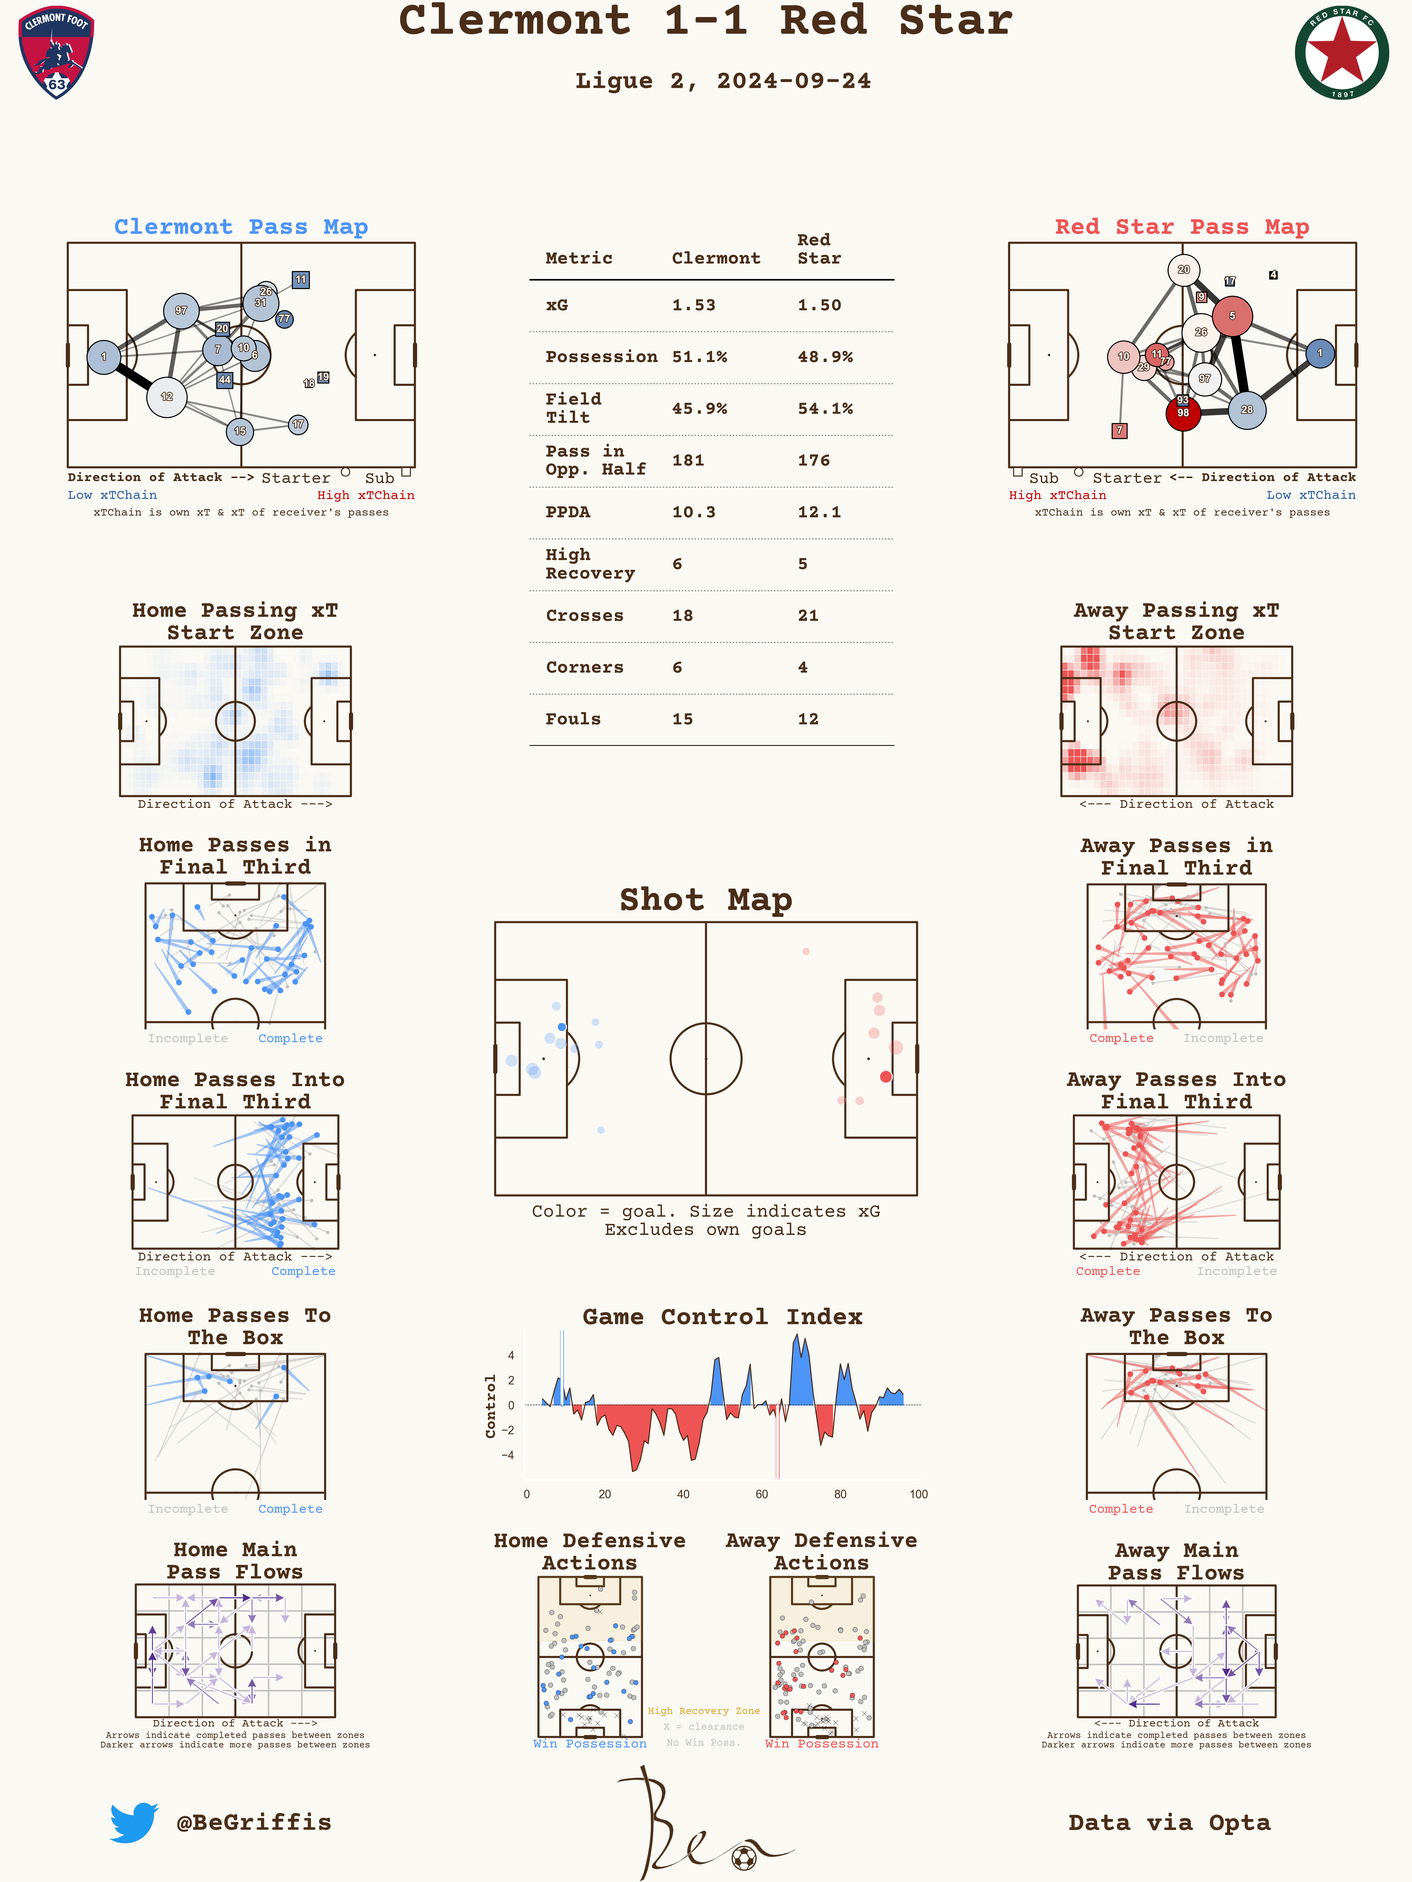 Clermont 1-1 Red Star
Ligue 2, 2024-09-24
CLERMONT FOOT
63
RED STAR FC
1897
Clermont Pass Map
11
26
31
97
77
20
7
10
6
1
44
19
18
12
17
15
Direction of Attack --> Starter Sub
Low xTChain High xTChain
xTChain is own xT & xT of receiver's passes
Metric Clermont Red Star
xG 1.53 1.50
Possession 51.1% 48.9%
Field Tilt 45.9% 54.1%
Pass in Opp. Half 181 176
PPDA 10.3 12.1
High Recovery 6 5
Crosses 18 21
Corners 6 4
Fouls 15 12
Red Star Pass Map
20
17
4
9
5
26
10
11
77
29
1
97
93
98
28
7
Sub Starter <-- Direction of Attack
High xTChain Low xTChain
xTChain is own xT & xT of receiver's passes
Home Passing xT
Start Zone
Direction of Attack --->
Away Passing xT
Start Zone
<--- Direction of Attack
Home Passes in
Final Third
Incomplete Complete
Away Passes in
Final Third
Complete Incomplete
Shot Map
Color = goal. Size indicates xG
Excludes own goals
Home Passes Into
Final Third
Direction of Attack --->
Incomplete Complete
Away Passes Into
Final Third
<--- Direction of Attack
Complete Incomplete
Home Passes To
The Box
Incomplete Complete
Game Control Index
Control
4
2
0
−2
−4
0 20 40 60 80 100
Away Passes To
The Box
Complete Incomplete
Home Main
Pass Flows
Direction of Attack --->
Arrows indicate completed passes between zones
Darker arrows indicate more passes between zones
Home Defensive
Actions
Win Possession
High Recovery Zone
X = clearance
No Win Poss.
Away Defensive
Actions
Win Possession
Away Main
Pass Flows
<--- Direction of Attack
Arrows indicate completed passes between zones
Darker arrows indicate more passes between zones
@BeGriffis
Ben
Data via Opta